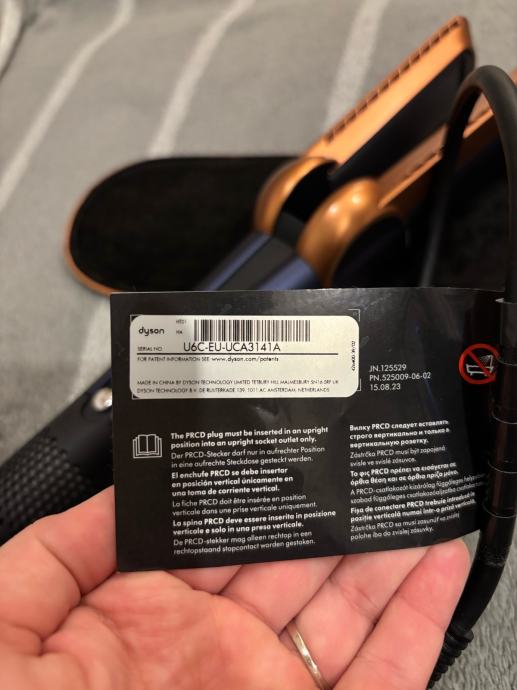 dyson
HT01
HA
SERIAL NO.
U6C-EU-UCA3141A
FOR PATENT INFORMATION SEE: www.dyson.com/patents
MADE IN CHINA BY DYSON TECHNOLOGY LIMITED TETBURY HILL MALMESBURY SN16 0RP UK
DYSON TECHNOLOGY B.V. DE RUIJTERKADE 139, 1011 AC AMSTERDAM, NETHERLANDS
JN.125529
PN.525009-06-02
15.08.23
The PRCD plug must be inserted in an upright
position into an upright socket outlet only.
Der PRCD-Stecker darf nur in aufrechter Position
in eine aufrechte Steckdose gesteckt werden.
El enchufe PRCD se debe insertar
en posición vertical únicamente en
una toma de corriente vertical.
La fiche PRCD doit être insérée en position
verticale dans une prise verticale uniquement.
La spina PRCD deve essere inserita in posizione
verticale e solo in una presa verticale.
De PRCD-stekker mag alleen rechtop in een
rechtopstaand stopcontact worden gestoken.
Вилку PRCD следует вставлять
строго вертикально и только в
вертикальную розетку.
Zástrčka PRCD musí být zapojená
svisle ve svislé zásuvce.
Το φις PRCD πρέπει να εισάγεται σε
όρθια θέση και σε όρθια πρίζα μόνο.
A PRCD-csatlakozót kizárólag függőleges helyzetben
szabad függőleges csatlakozóaljzatba
Fișa de conectare PRCD trebuie introdusă în
poziție verticală numai într-o priză verticală.
Zástrčka PRCD sa musí zasunúť vo zvislej
polohe iba do zvislej zásuvky.